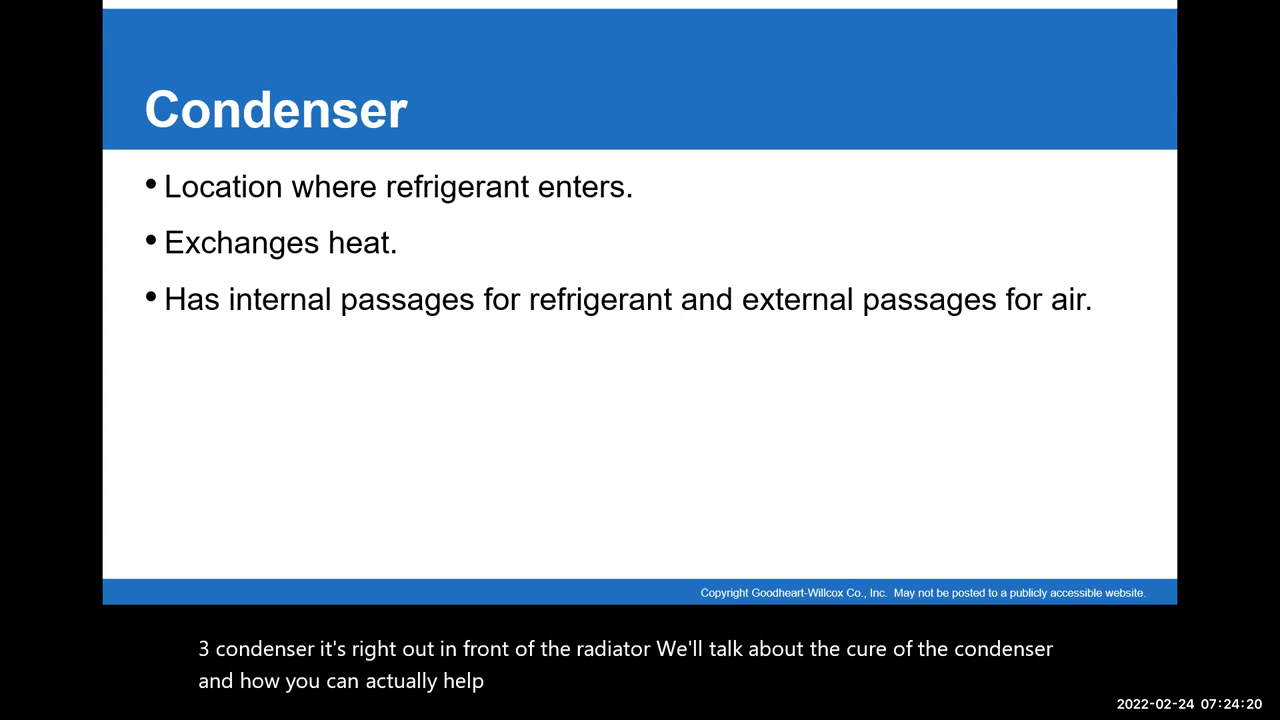 Condenser
• Location where refrigerant enters.
• Exchanges heat.
• Has internal passages for refrigerant and external passages for air.
Copyright Goodheart-Willcox Co., Inc. May not be posted to a publicly accessible website.
3 condenser it's right out in front of the radiator We'll talk about the cure of the condenser
and how you can actually help
2022-02-24 07:24:20